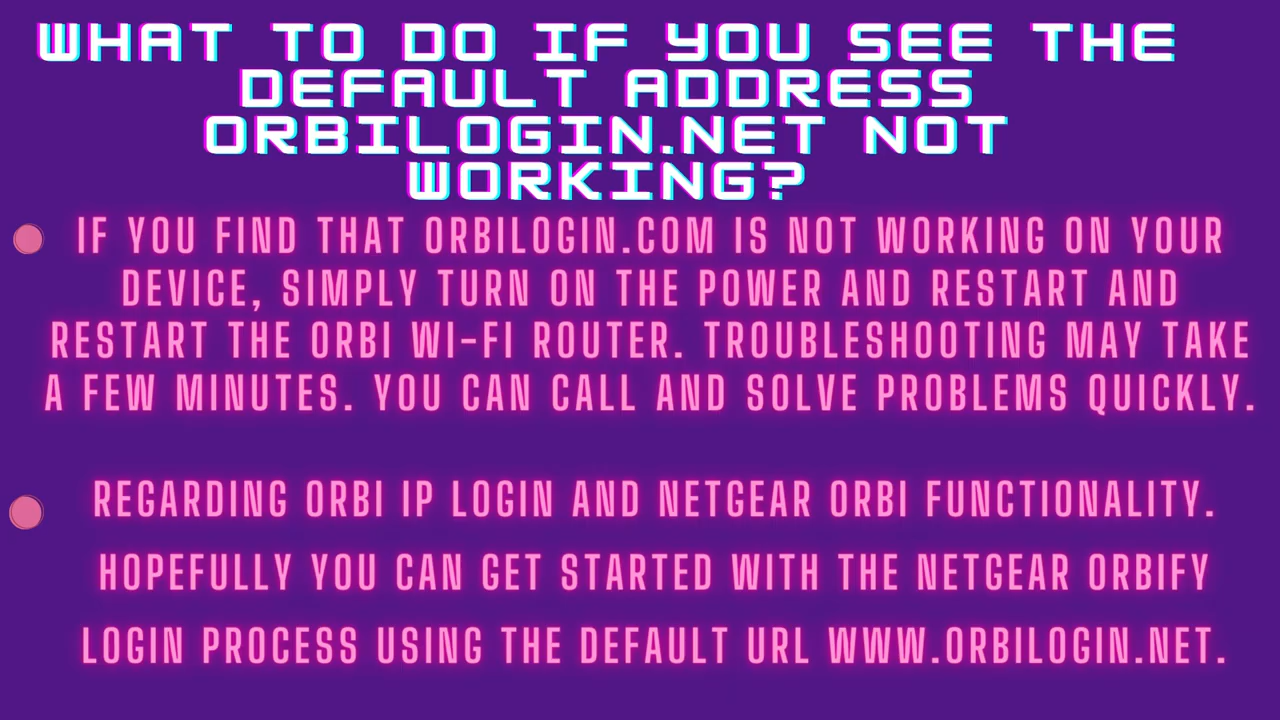 WHAT TO DO IF YOU SEE THE
DEFAULT ADDRESS
ORBILOGIN.NET NOT
WORKING?
IF YOU FIND THAT ORBILOGIN.COM IS NOT WORKING ON YOUR
DEVICE, SIMPLY TURN ON THE POWER AND RESTART AND
RESTART THE ORBI WI-FI ROUTER. TROUBLESHOOTING MAY TAKE
A FEW MINUTES. YOU CAN CALL AND SOLVE PROBLEMS QUICKLY.
REGARDING ORBI IP LOGIN AND NETGEAR ORBI FUNCTIONALITY.
HOPEFULLY YOU CAN GET STARTED WITH THE NETGEAR ORBIFY
LOGIN PROCESS USING THE DEFAULT URL WWW.ORBILOGIN.NET.